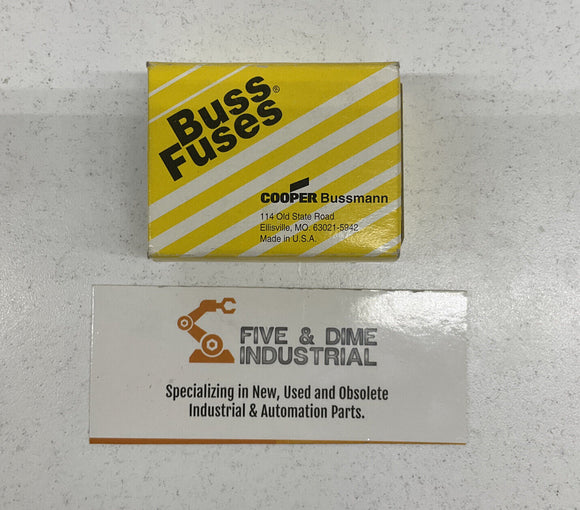 Buss®
Fuses
COOPER Bussmann
114 Old State Road
Ellisville, MO. 63021-5942
Made in U.S.A.
FIVE & DIME
INDUSTRIAL
Specializing in New, Used and Obsolete
Industrial & Automation Parts.